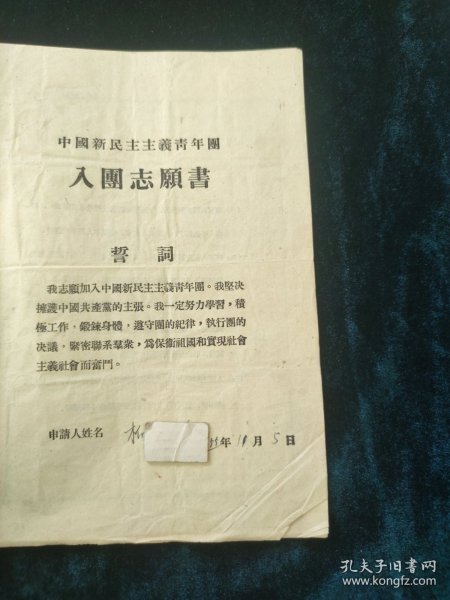 中國新民主主義青年團
入團志願書
誓詞
我志願加入中國新民主主義青年團。我堅决
擁護中國共產黨的主張。我一定努力學習，積
極工作，鍛鍊身體，遵守團的紀律，執行團的
决議，緊密聯系羣衆，爲保衛祖國和實現社會
主義社會而奮鬥。
申請人姓名 年 月 5 日
孔夫子旧书网
www.kongfz.com